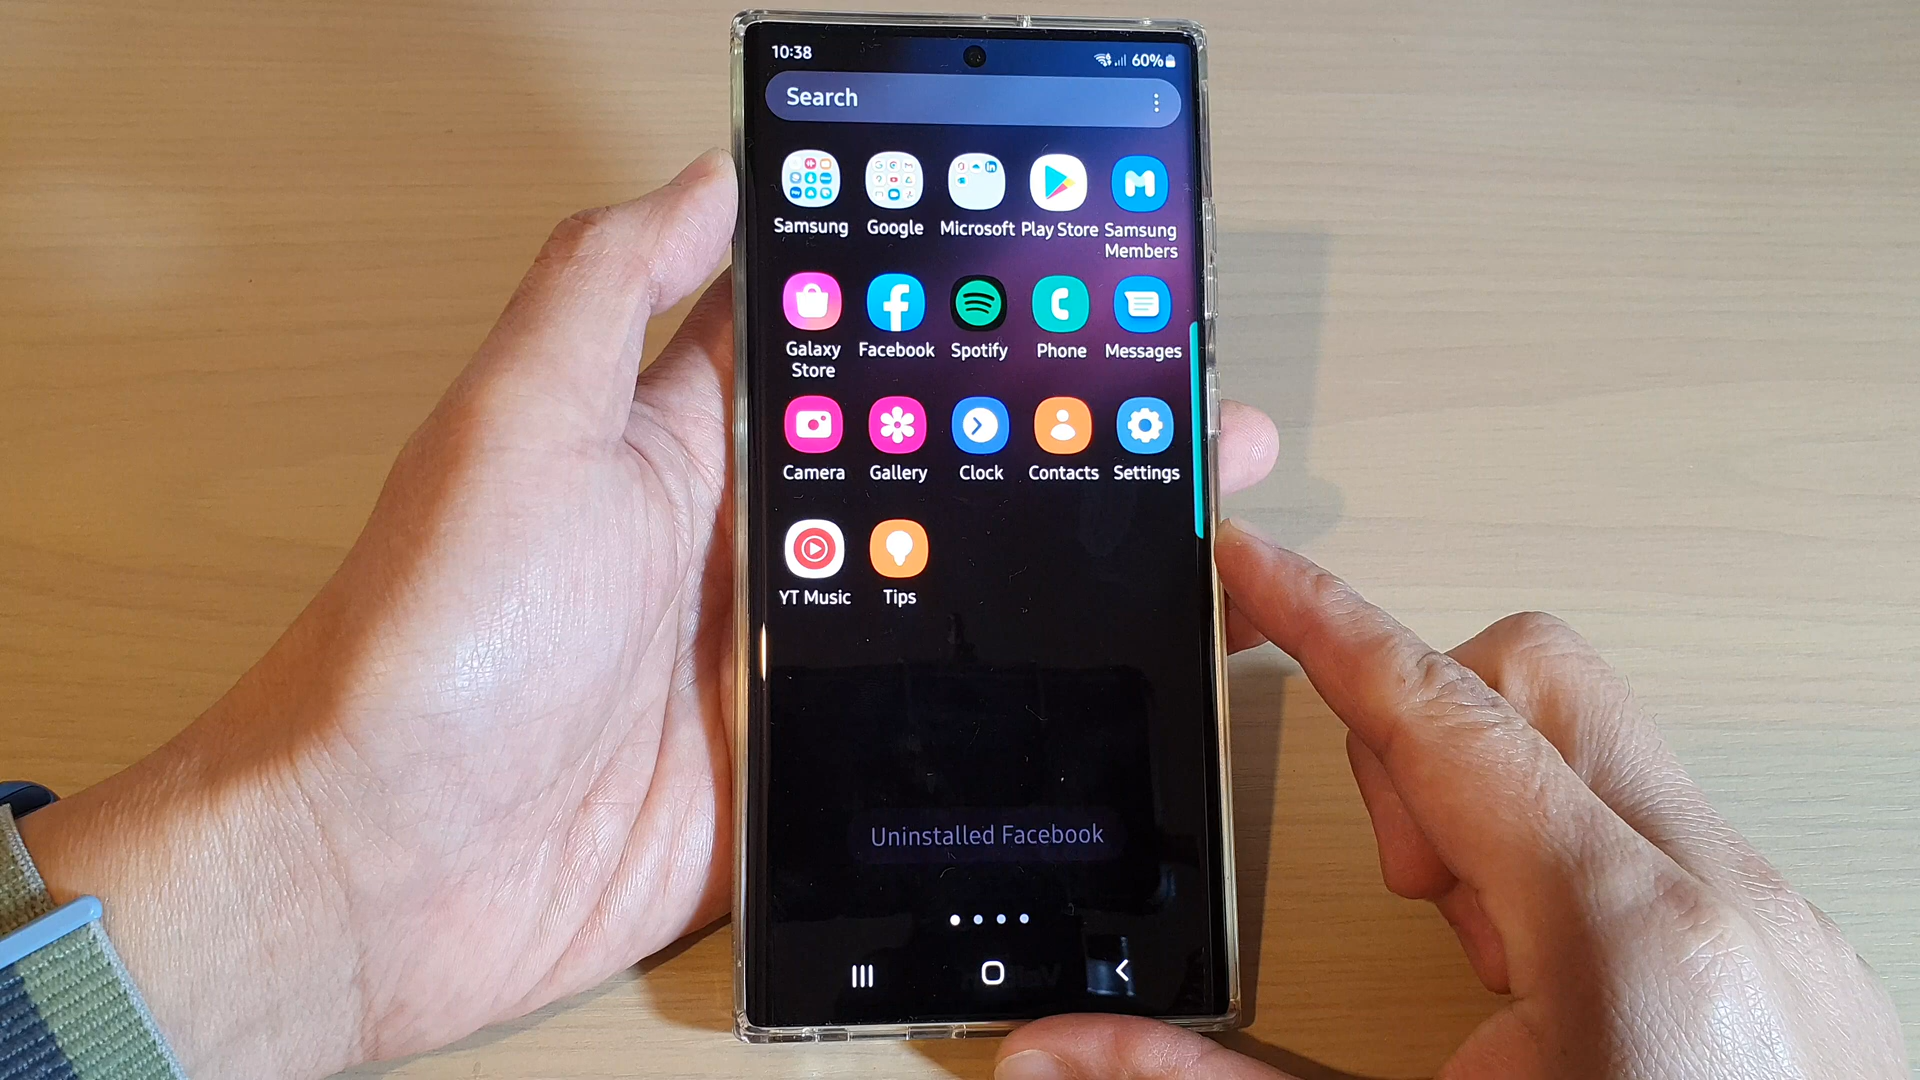 10:38
60%
Search
Samsung
Google
Microsoft
Play Store
Samsung
Members
Galaxy
Store
Facebook
Spotify
Phone
Messages
Camera
Gallery
Clock
Contacts
Settings
YT Music
Tips
Uninstalled Facebook